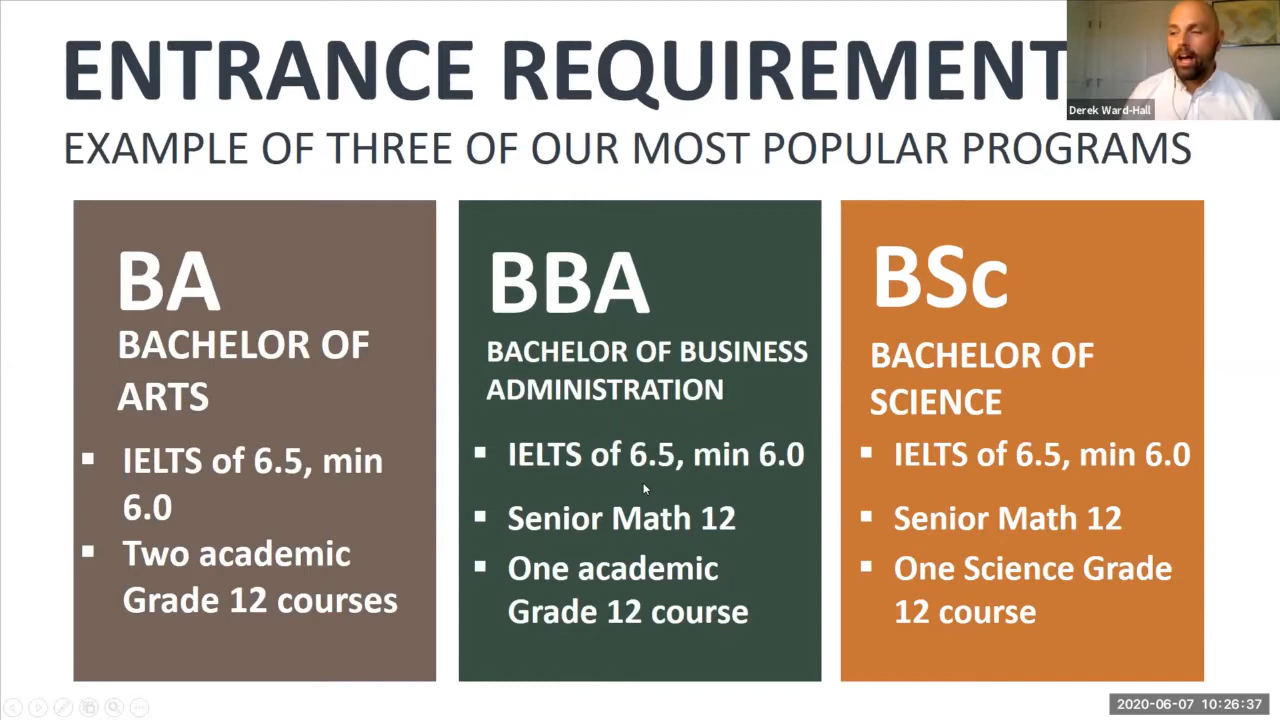 ENTRANCE REQUIREMENT
Derek Ward-Hall
EXAMPLE OF THREE OF OUR MOST POPULAR PROGRAMS
BA
BACHELOR OF
ARTS
▪ IELTS of 6.5, min
6.0
▪ Two academic
Grade 12 courses
BBA
BACHELOR OF BUSINESS
ADMINISTRATION
▪ IELTS of 6.5, min 6.0
▪ Senior Math 12
▪ One academic
Grade 12 course
BSc
BACHELOR OF
SCIENCE
▪ IELTS of 6.5, min 6.0
▪ Senior Math 12
▪ One Science Grade
12 course
2020-06-07 10:26:37